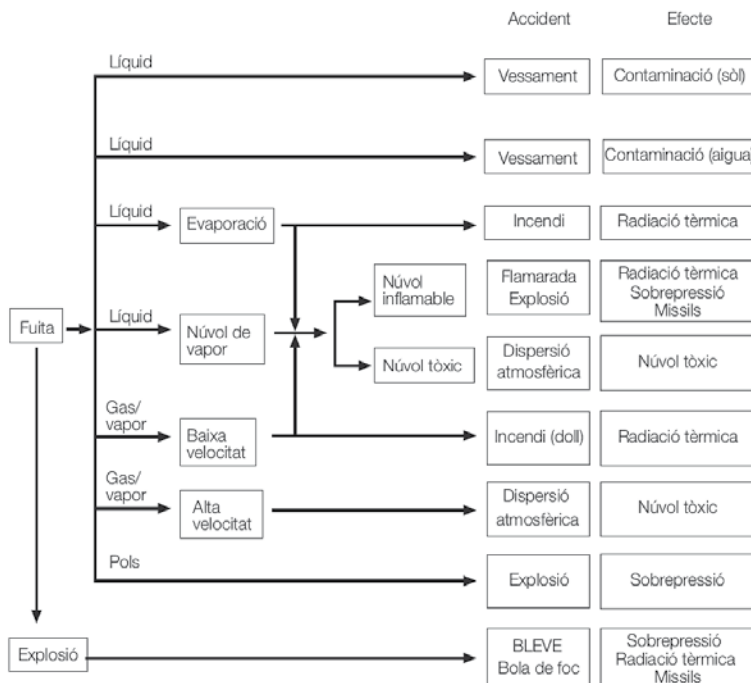 Accident
Efecte
Líquid
Vessament
Contaminació (sòl)
Líquid
Vessament
Contaminació (aigua)
Líquid
Evaporació
Incendi
Radiació tèrmica
Núvol
inflamable
Flamarada
Explosió
Radiació tèrmica
Sobrepressió
Missils
Fuita
Líquid
Núvol de
vapor
Núvol tòxic
Dispersió
atmosfèrica
Núvol tòxic
Gas/
vapor
Baixa
velocitat
Incendi (doll)
Radiació tèrmica
Gas/
vapor
Alta
velocitat
Dispersió
atmosfèrica
Núvol tòxic
Pols
Explosió
Sobrepressió
Explosió
BLEVE
Bola de foc
Sobrepressió
Radiació tèrmica
Missils